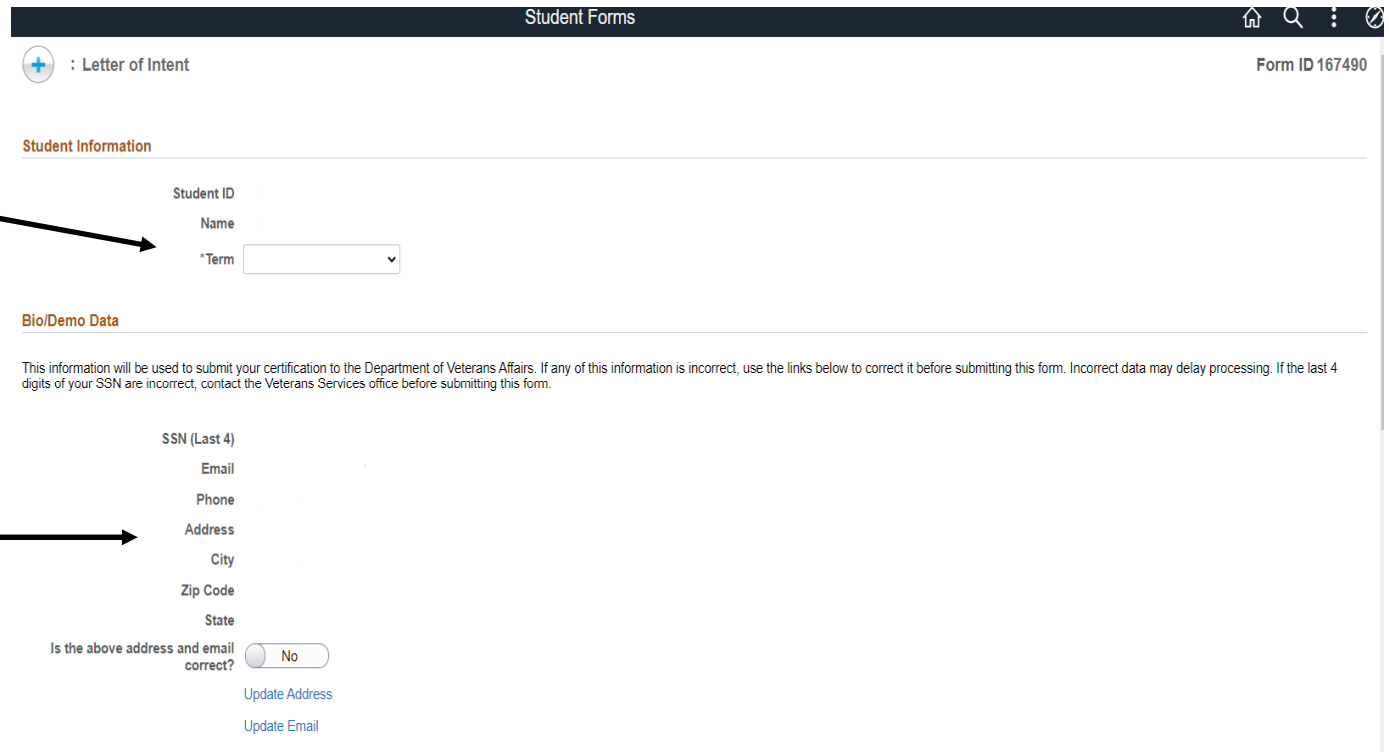 Student Forms
: Letter of Intent
Form ID 167490
Student Information
Student ID
Name
*Term
Bio/Demo Data
This information will be used to submit your certification to the Department of Veterans Affairs. If any of this information is incorrect, use the links below to correct it before submitting this form. Incorrect data may delay processing. If the last 4
digits of your SSN are incorrect, contact the Veterans Services office before submitting this form.
SSN (Last 4)
Email
Phone
Address
City
Zip Code
State
Is the above address and email
correct?
No
Update Address
Update Email